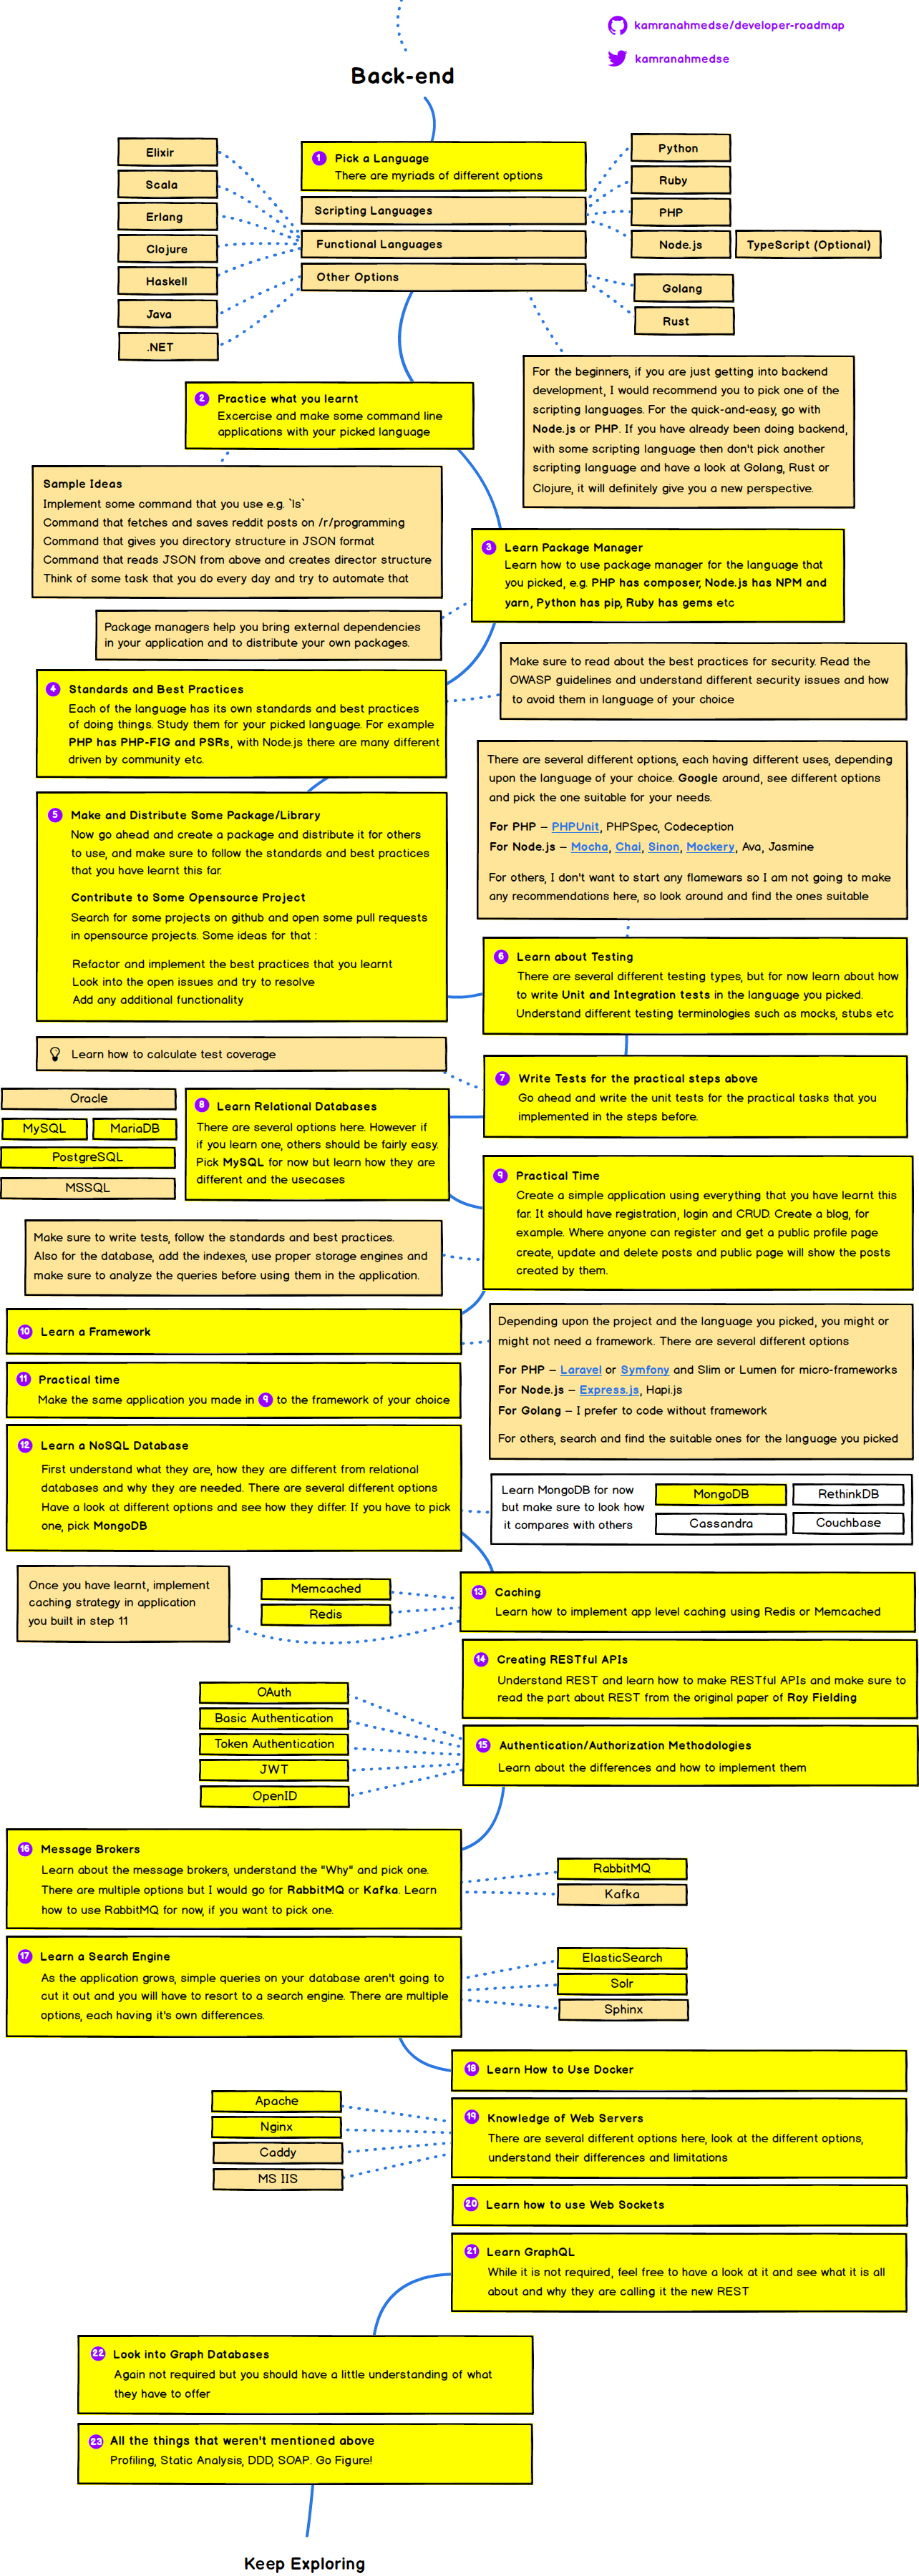 kamranahmedse/developer-roadmap
kamranahmedse
Back-end
1 Pick a Language
There are myriads of different options
Scripting Languages
Functional Languages
Other Options
Elixir
Scala
Erlang
Clojure
Haskell
Java
.NET
Python
Ruby
PHP
Node.js
TypeScript (Optional)
Golang
Rust
For the beginners, if you are just getting into backend
development, I would recommend you to pick one of the
scripting languages. For the quick-and-easy, go with
Node.js or PHP. If you have already been doing backend,
with some scripting language then don't pick another
scripting language and have a look at Golang, Rust or
Clojure, it will definitely give you a new perspective.
2 Practice what you learnt
Excercise and make some command line
applications with your picked language
Sample Ideas
Implement some command that you use e.g. `ls`
Command that fetches and saves reddit posts on /r/programming
Command that gives you directory structure in JSON format
Command that reads JSON from above and creates director structure
Think of some task that you do every day and try to automate that
3 Learn Package Manager
Learn how to use package manager for the language that
you picked, e.g. PHP has composer, Node.js has NPM and
yarn, Python has pip, Ruby has gems etc
Package managers help you bring external dependencies
in your application and to distribute your own packages.
4 Standards and Best Practices
Each of the language has its own standards and best practices
of doing things. Study them for your picked language. For example
PHP has PHP-FIG and PSRs, with Node.js there are many different
driven by community etc.
Make sure to read about the best practices for security. Read the
OWASP guidelines and understand different security issues and how
to avoid them in language of your choice
5 Make and Distribute Some Package/Library
Now go ahead and create a package and distribute it for others
to use, and make sure to follow the standards and best practices
that you have learnt this far.
Contribute to Some Opensource Project
Search for some projects on github and open some pull requests
in opensource projects. Some ideas for that :
Refactor and implement the best practices that you learnt
Look into the open issues and try to resolve
Add any additional functionality
There are several different options, each having different uses, depending
upon the language of your choice. Google around, see different options
and pick the one suitable for your needs.
For PHP – PHPUnit, PHPSpec, Codeception
For Node.js – Mocha, Chai, Sinon, Mockery, Ava, Jasmine
For others, I don't want to start any flamewars so I am not going to make
any recommendations here, so look around and find the ones suitable
6 Learn about Testing
There are several different testing types, but for now learn about how
to write Unit and Integration tests in the language you picked.
Understand different testing terminologies such as mocks, stubs etc
Learn how to calculate test coverage
7 Write Tests for the practical steps above
Go ahead and write the unit tests for the practical tasks that you
implemented in the steps before.
Oracle
MySQL
MariaDB
PostgreSQL
MSSQL
8 Learn Relational Databases
There are several options here. However if
if you learn one, others should be fairly easy.
Pick MySQL for now but learn how they are
different and the usecases
9 Practical Time
Create a simple application using everything that you have learnt this
far. It should have registration, login and CRUD. Create a blog, for
example. Where anyone can register and get a public profile page
create, update and delete posts and public page will show the posts
created by them.
Make sure to write tests, follow the standards and best practices.
Also for the database, add the indexes, use proper storage engines and
make sure to analyze the queries before using them in the application.
10 Learn a Framework
Depending upon the project and the language you picked, you might or
might not need a framework. There are several different options
For PHP – Laravel or Symfony and Slim or Lumen for micro-frameworks
For Node.js – Express.js, Hapi.js
For Golang – I prefer to code without framework
For others, search and find the suitable ones for the language you picked
11 Practical time
Make the same application you made in 9 to the framework of your choice
12 Learn a NoSQL Database
First understand what they are, how they are different from relational
databases and why they are needed. There are several different options
Have a look at different options and see how they differ. If you have to pick
one, pick MongoDB
Learn MongoDB for now
but make sure to look how
it compares with others
MongoDB
RethinkDB
Cassandra
Couchbase
Once you have learnt, implement
caching strategy in application
you built in step 11
Memcached
Redis
13 Caching
Learn how to implement app level caching using Redis or Memcached
14 Creating RESTful APIs
Understand REST and learn how to make RESTful APIs and make sure to
read the part about REST from the original paper of Roy Fielding
OAuth
Basic Authentication
Token Authentication
JWT
OpenID
15 Authentication/Authorization Methodologies
Learn about the differences and how to implement them
16 Message Brokers
Learn about the message brokers, understand the "Why" and pick one.
There are multiple options but I would go for RabbitMQ or Kafka. Learn
how to use RabbitMQ for now, if you want to pick one.
RabbitMQ
Kafka
17 Learn a Search Engine
As the application grows, simple queries on your database aren't going to
cut it out and you will have to resort to a search engine. There are multiple
options, each having it's own differences.
ElasticSearch
Solr
Sphinx
18 Learn How to Use Docker
Apache
Nginx
Caddy
MS IIS
19 Knowledge of Web Servers
There are several different options here, look at the different options,
understand their differences and limitations
20 Learn how to use Web Sockets
21 Learn GraphQL
While it is not required, feel free to have a look at it and see what it is all
about and why they are calling it the new REST
22 Look into Graph Databases
Again not required but you should have a little understanding of what
they have to offer
23 All the things that weren't mentioned above
Profiling, Static Analysis, DDD, SOAP. Go Figure!
Keep Exploring